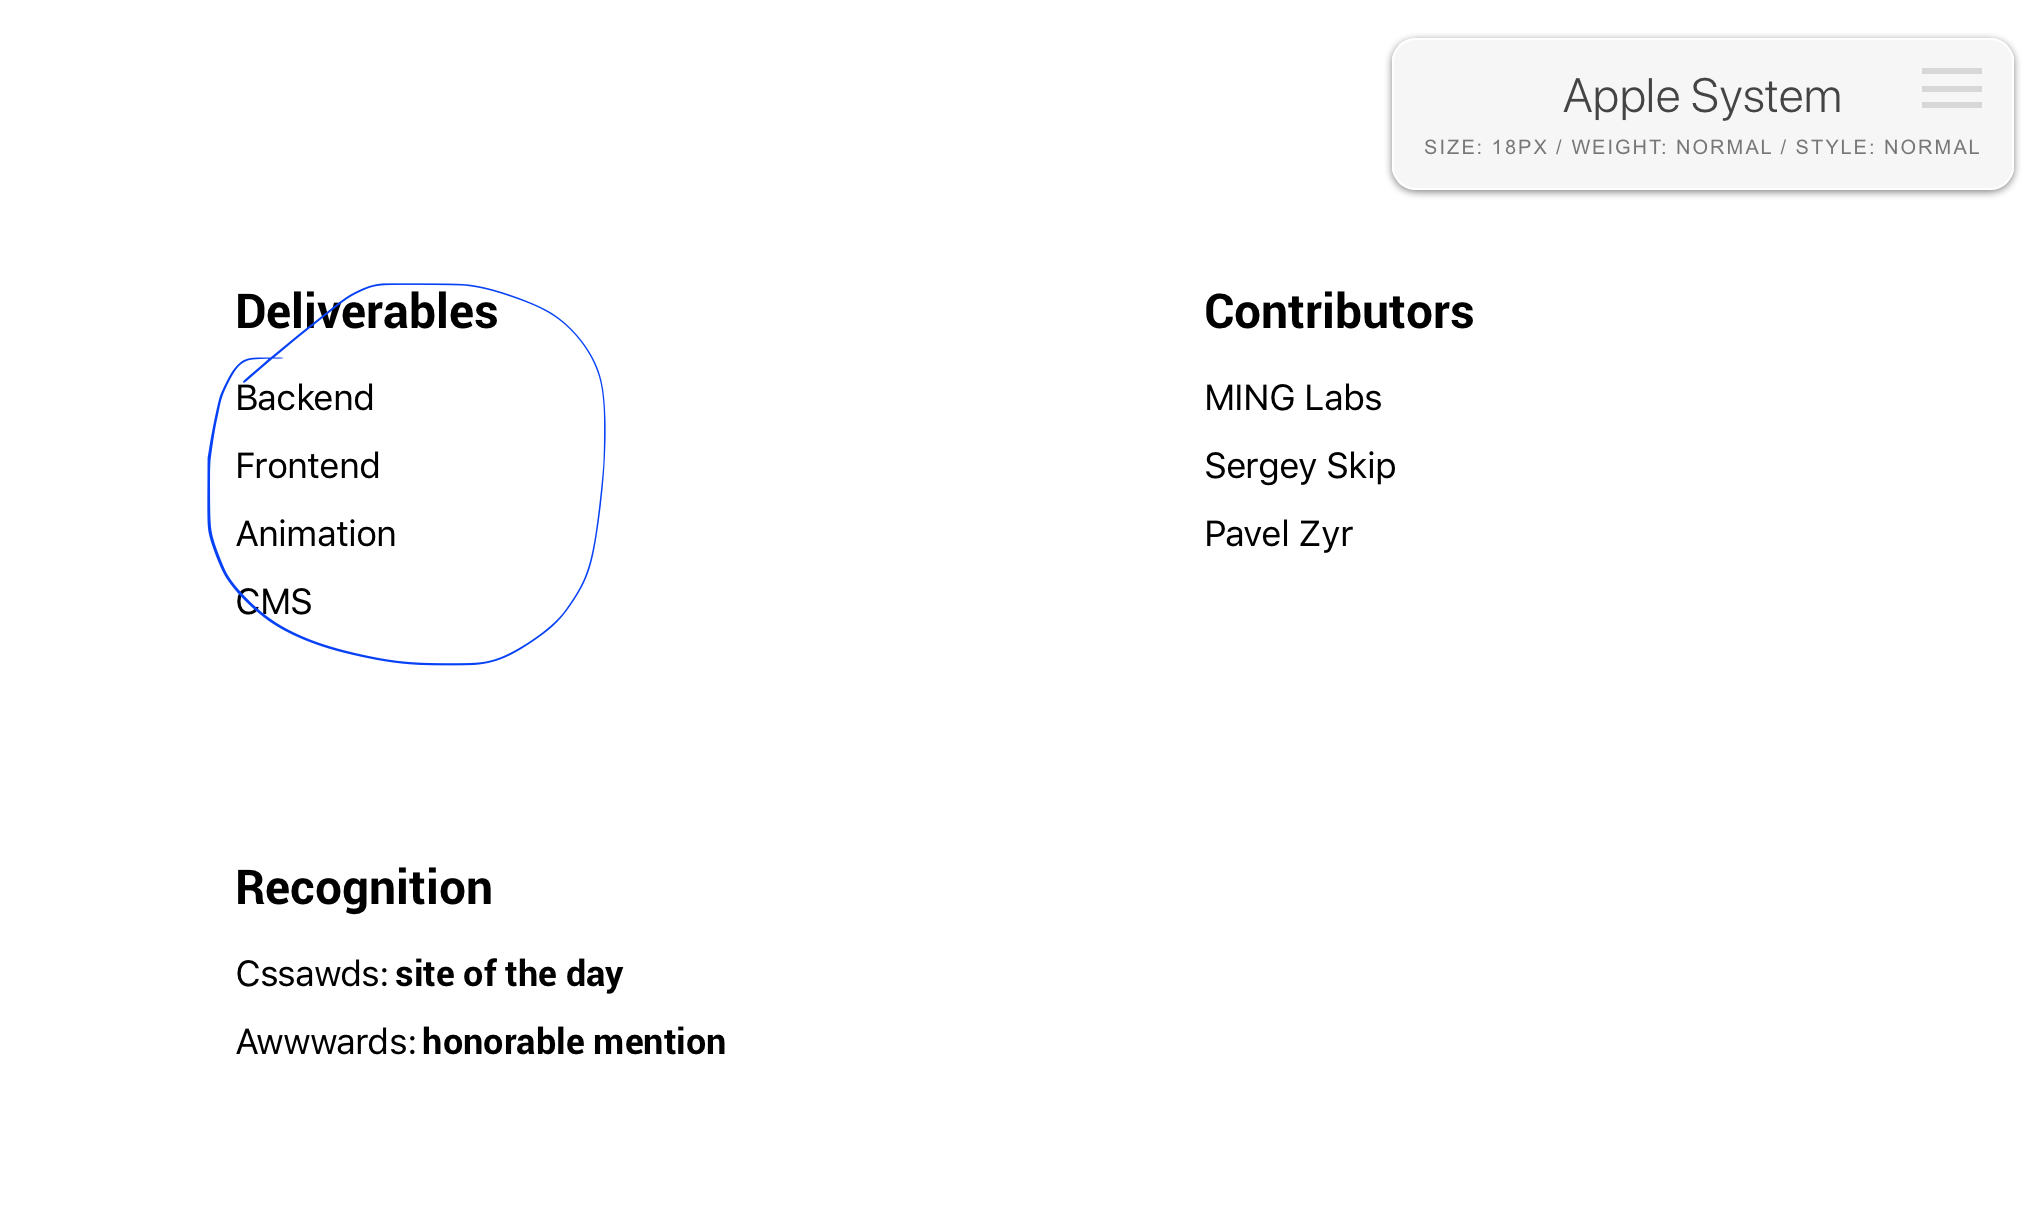 Apple System
SIZE: 18PX / WEIGHT: NORMAL / STYLE: NORMAL
Deliverables
Backend
Frontend
Animation
CMS
Contributors
MING Labs
Sergey Skip
Pavel Zyr
Recognition
Cssawds: site of the day
Awwwards: honorable mention